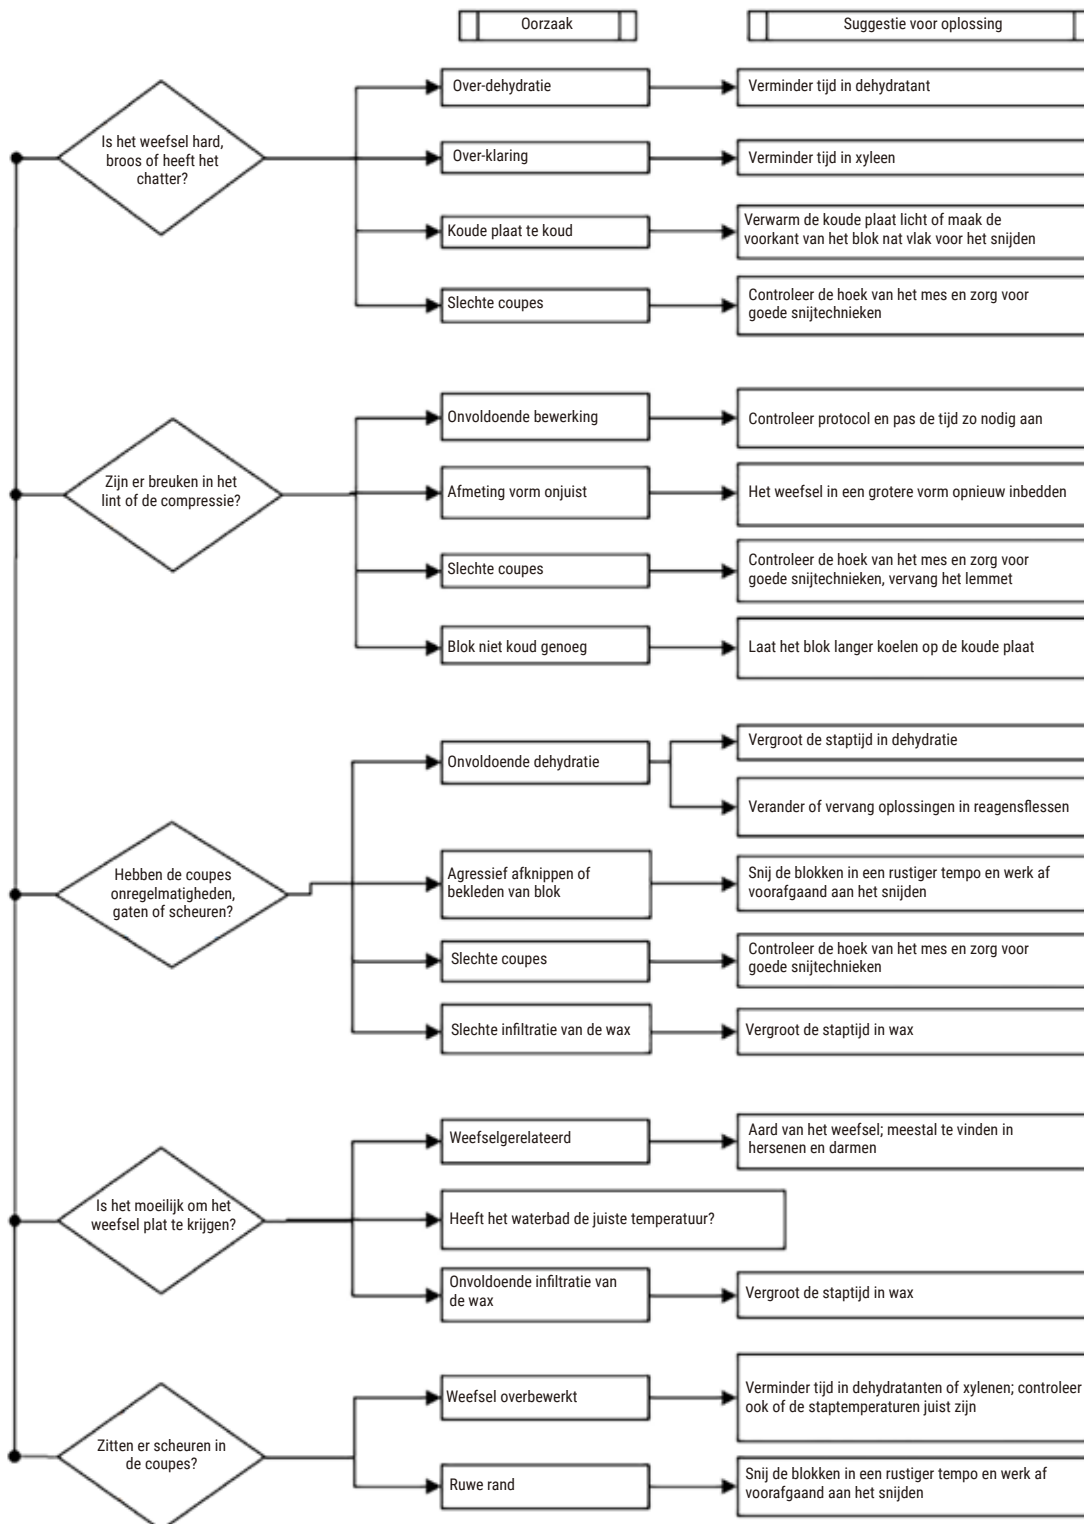 Oorzaak
Suggestie voor oplossing
Is het weefsel hard,
broos of heeft het
chatter?
Over-dehydratie
Verminder tijd in dehydratant
Over-klaring
Verminder tijd in xyleen
Koude plaat te koud
Verwarm de koude plaat licht of maak de
voorkant van het blok nat vlak voor het snijden
Slechte coupes
Controleer de hoek van het mes en zorg voor
goede snijtechnieken
Zijn er breuken in het
lint of de compressie?
Onvoldoende bewerking
Controleer protocol en pas de tijd zo nodig aan
Afmeting vorm onjuist
Het weefsel in een grotere vorm opnieuw inbedden
Slechte coupes
Controleer de hoek van het mes en zorg voor
goede snijtechnieken, vervang het lemmet
Blok niet koud genoeg
Laat het blok langer koelen op de koude plaat
Hebben de coupes
onregelmatigheden,
gaten of scheuren?
Onvoldoende dehydratie
Vergroot de staptijd in dehydratie
Verander of vervang oplossingen in reagensflessen
Agressief afknippen of
bekleden van blok
Snij de blokken in een rustiger tempo en werk af
voorafgaand aan het snijden
Slechte coupes
Controleer de hoek van het mes en zorg voor
goede snijtechnieken
Slechte infiltratie van de wax
Vergroot de staptijd in wax
Is het moeilijk om het
weefsel plat te krijgen?
Weefselgerelateerd
Aard van het weefsel; meestal te vinden in
hersenen en darmen
Heeft het waterbad de juiste temperatuur?
Onvoldoende infiltratie van
de wax
Vergroot de staptijd in wax
Zitten er scheuren in
de coupes?
Weefsel overbewerkt
Verminder tijd in dehydratanten of xylenen; controleer
ook of de staptemperaturen juist zijn
Ruwe rand
Snij de blokken in een rustiger tempo en werk af
voorafgaand aan het snijden